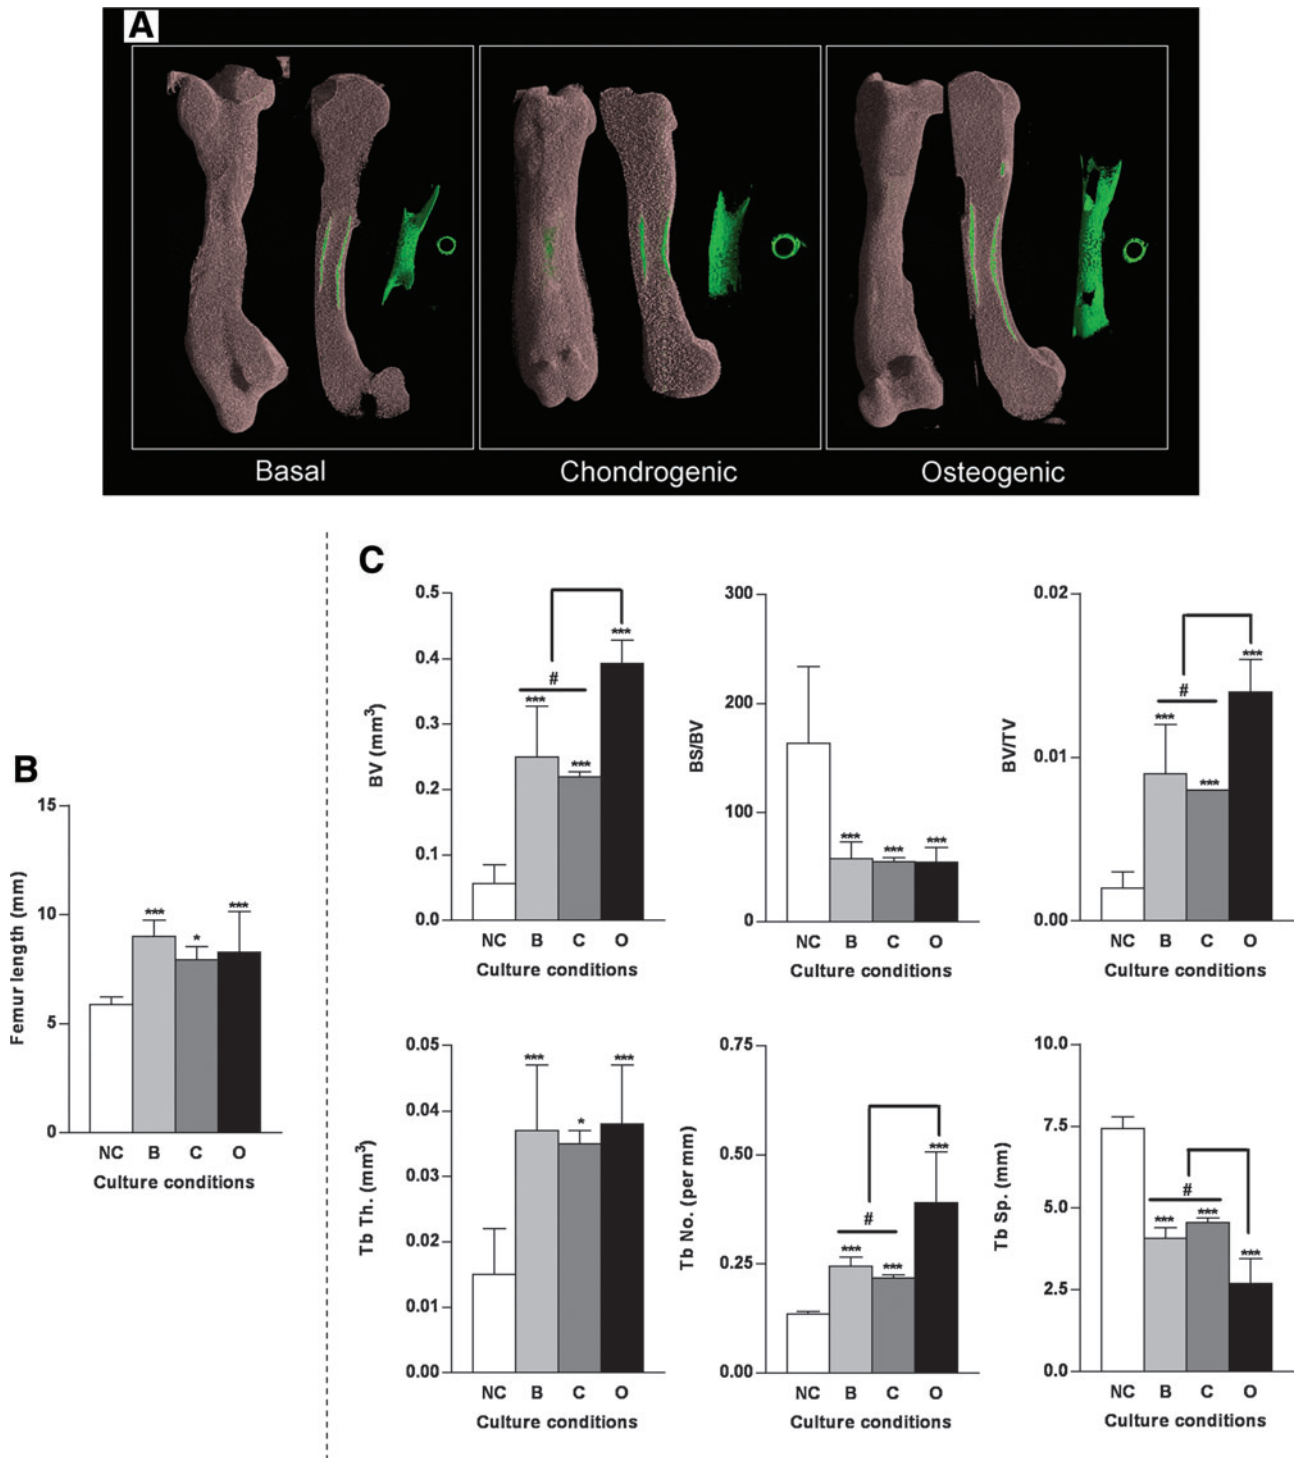 A
Basal
Chondrogenic
Osteogenic
B
Femur length (mm)
15
10
5
0
***
*
***
NC B C O
Culture conditions
C
BV (mm³)
0.5
0.4
0.3
0.2
0.1
0.0
***
#
***
***
NC B C O
Culture conditions
BS/BV
300
200
100
0
***
***
***
NC B C O
Culture conditions
BV/TV
0.02
0.01
0.00
***
#
***
***
NC B C O
Culture conditions
Tb Th. (mm³)
0.05
0.04
0.03
0.02
0.01
0.00
***
*
***
NC B C O
Culture conditions
Tb No. (per mm)
0.75
0.50
0.25
0.00
***
#
***
***
NC B C O
Culture conditions
Tb Sp. (mm)
10.0
7.5
5.0
2.5
0.0
#
***
***
***
NC B C O
Culture conditions